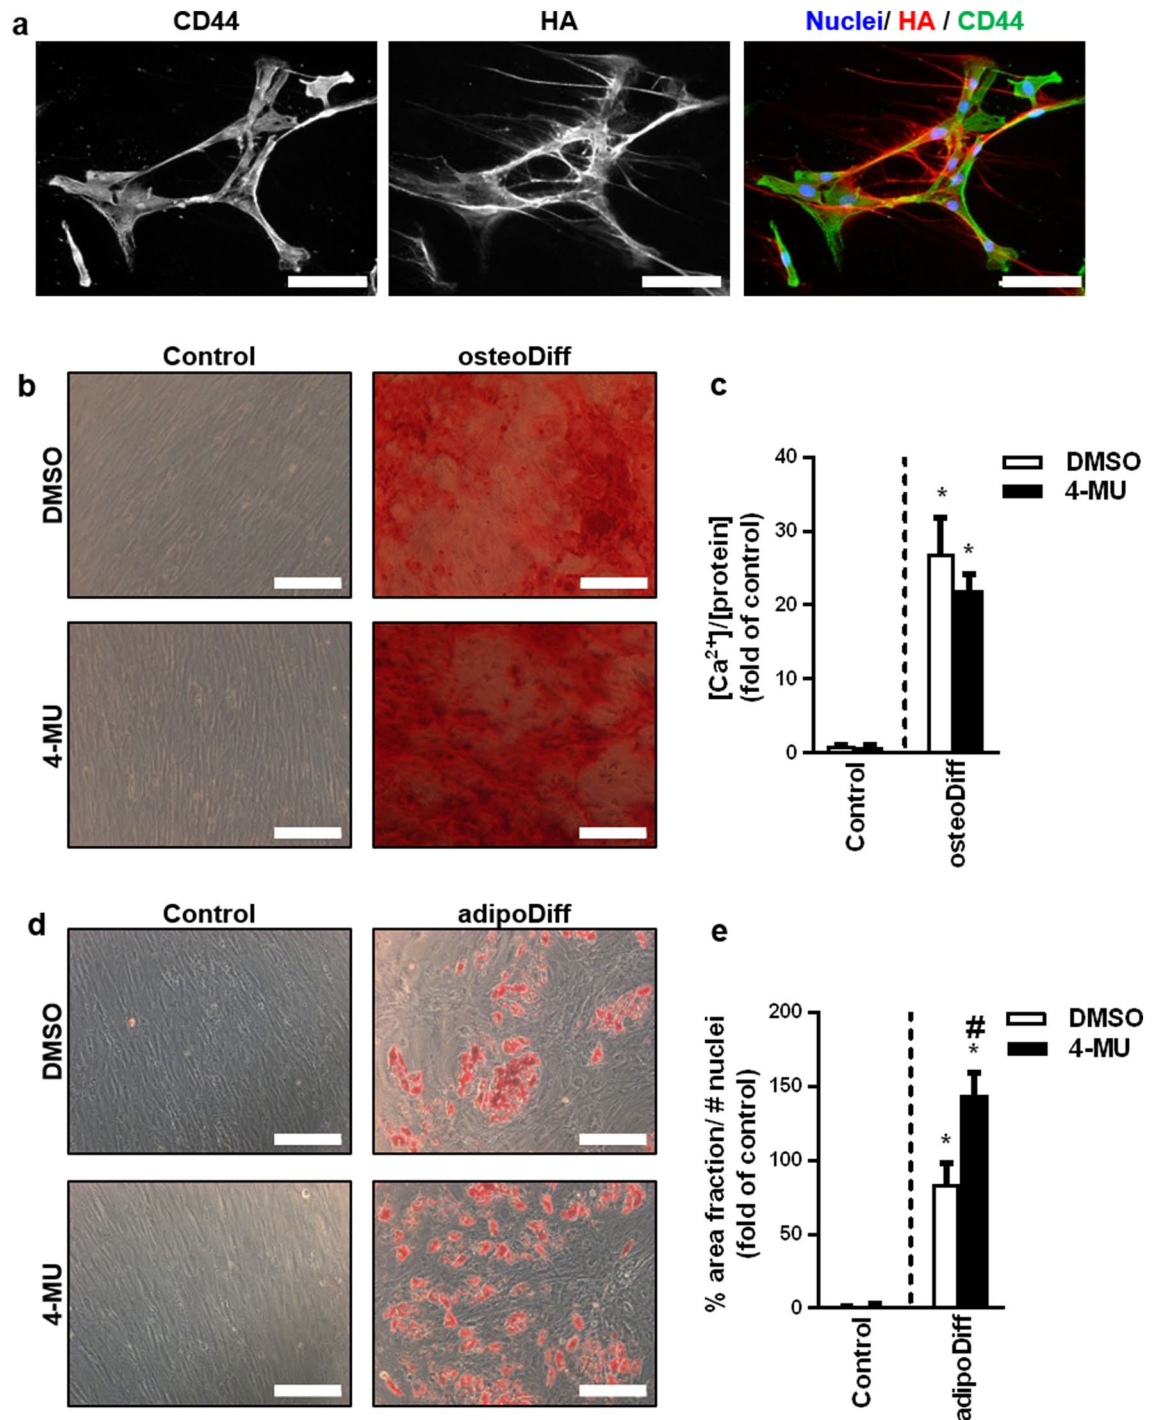 a
CD44
HA
Nuclei/ HA / CD44
b
Control
osteoDiff
DMSO
4-MU
c
[Ca²⁺]/[protein]
(fold of control)
40
30
20
10
0
*
*
DMSO
4-MU
Control
osteoDiff
d
Control
adipoDiff
DMSO
4-MU
e
% area fraction/ # nuclei
(fold of control)
200
150
100
50
0
*
#
*
DMSO
4-MU
Control
adipoDiff